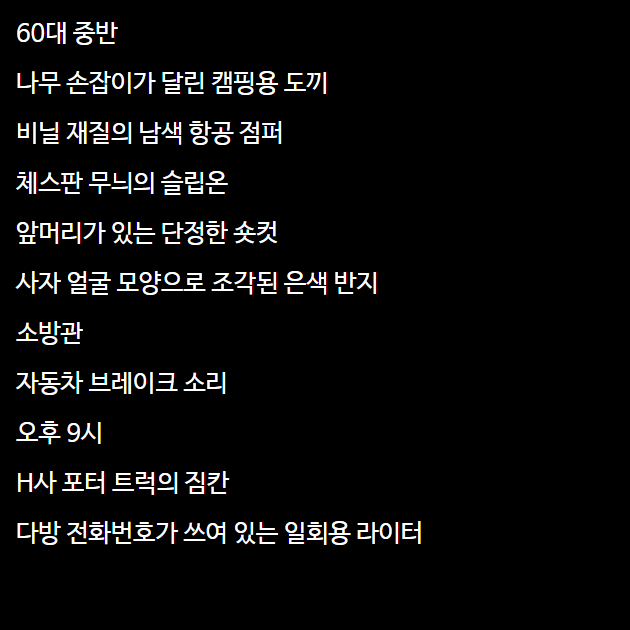 60대 중반
나무 손잡이가 달린 캠핑용 도끼
비닐 재질의 남색 항공 점퍼
체스판 무늬의 슬립온
앞머리가 있는 단정한 숏컷
사자 얼굴 모양으로 조각된 은색 반지
소방관
자동차 브레이크 소리
오후 9시
H사 포터 트럭의 짐칸
다방 전화번호가 쓰여 있는 일회용 라이터